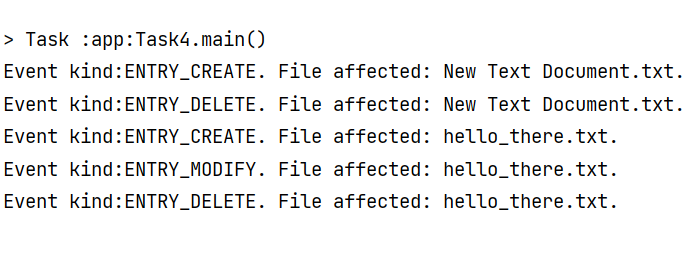 > Task :app:Task4.main()
Event kind:ENTRY_CREATE. File affected: New Text Document.txt.
Event kind:ENTRY_DELETE. File affected: New Text Document.txt.
Event kind:ENTRY_CREATE. File affected: hello_there.txt.
Event kind:ENTRY_MODIFY. File affected: hello_there.txt.
Event kind:ENTRY_DELETE. File affected: hello_there.txt.